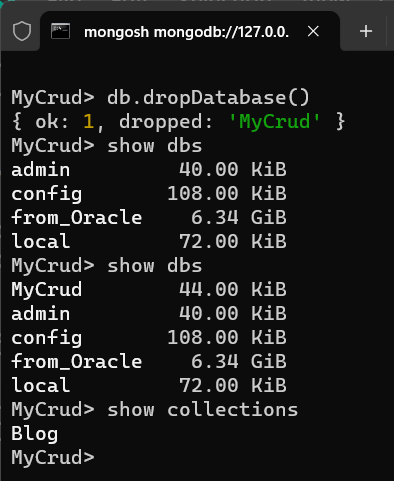 mongosh mongodb://127.0.0.
MyCrud> db.dropDatabase()
{ ok: 1, dropped: 'MyCrud' }
MyCrud> show dbs
admin        40.00 KiB
config      108.00 KiB
from_Oracle   6.34 GiB
local        72.00 KiB
MyCrud> show dbs
MyCrud       44.00 KiB
admin        40.00 KiB
config      108.00 KiB
from_Oracle   6.34 GiB
local        72.00 KiB
MyCrud> show collections
Blog
MyCrud>